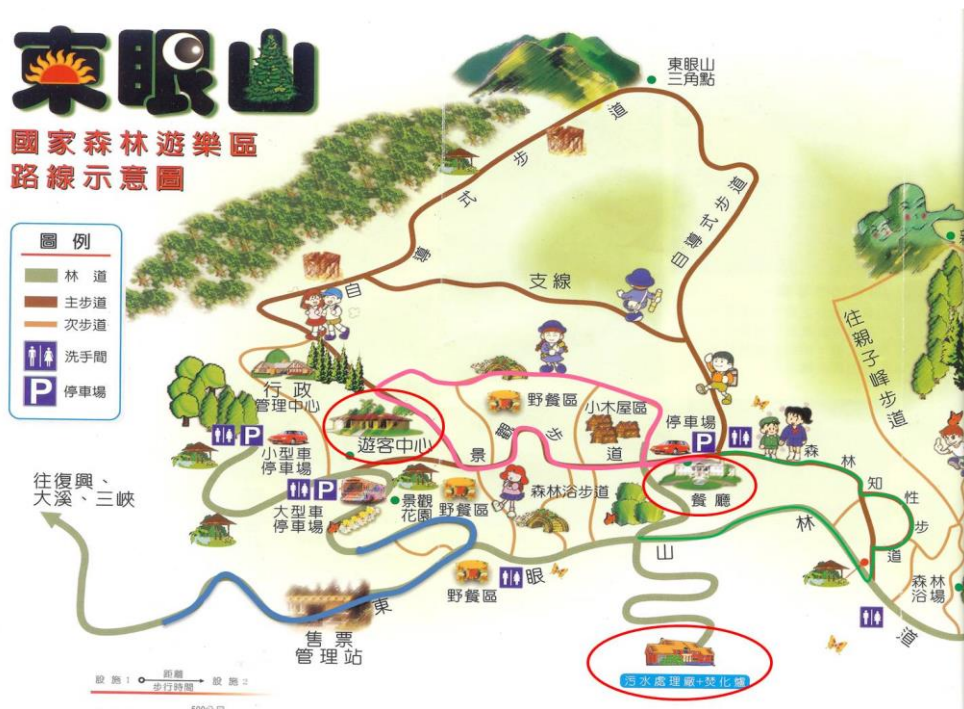 東眼山
國家森林遊樂區
路線示意圖
圖例
林道
主步道
次步道
洗手間
P
停車場
東眼山
三角點
自導式步道
自導式步道
支線
往親子峰步道
行政
管理中心
遊客中心
野餐區
小木屋區
停車場
P
景觀步道
小型車
停車場
P
大型車
停車場
P
景觀
花園
野餐區
森林浴步道
餐廳
森林知性步道
往復興、
大溪、三峽
東眼山林道
野餐區
森林
浴場
售票
管理站
污水處理廠+焚化爐
設施1
距離
步行時間
設施2